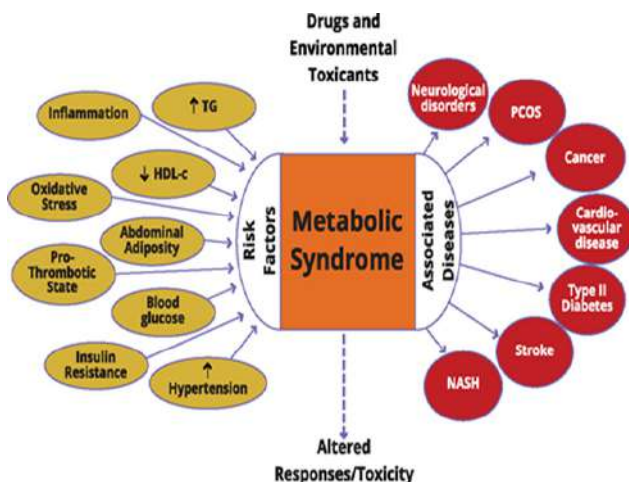 Drugs and
Environmental
Toxicants
Inflammation
↑ TG
↓ HDL-c
Oxidative
Stress
Abdominal
Adiposity
Pro-
Thrombotic
State
Blood
glucose
Insulin
Resistance
↑
Hypertension
Risk
Factors
Metabolic
Syndrome
Associated
Diseases
Neurological
disorders
PCOS
Cancer
Cardio-
vascular
disease
Type II
Diabetes
Stroke
NASH
Altered
Responses/Toxicity